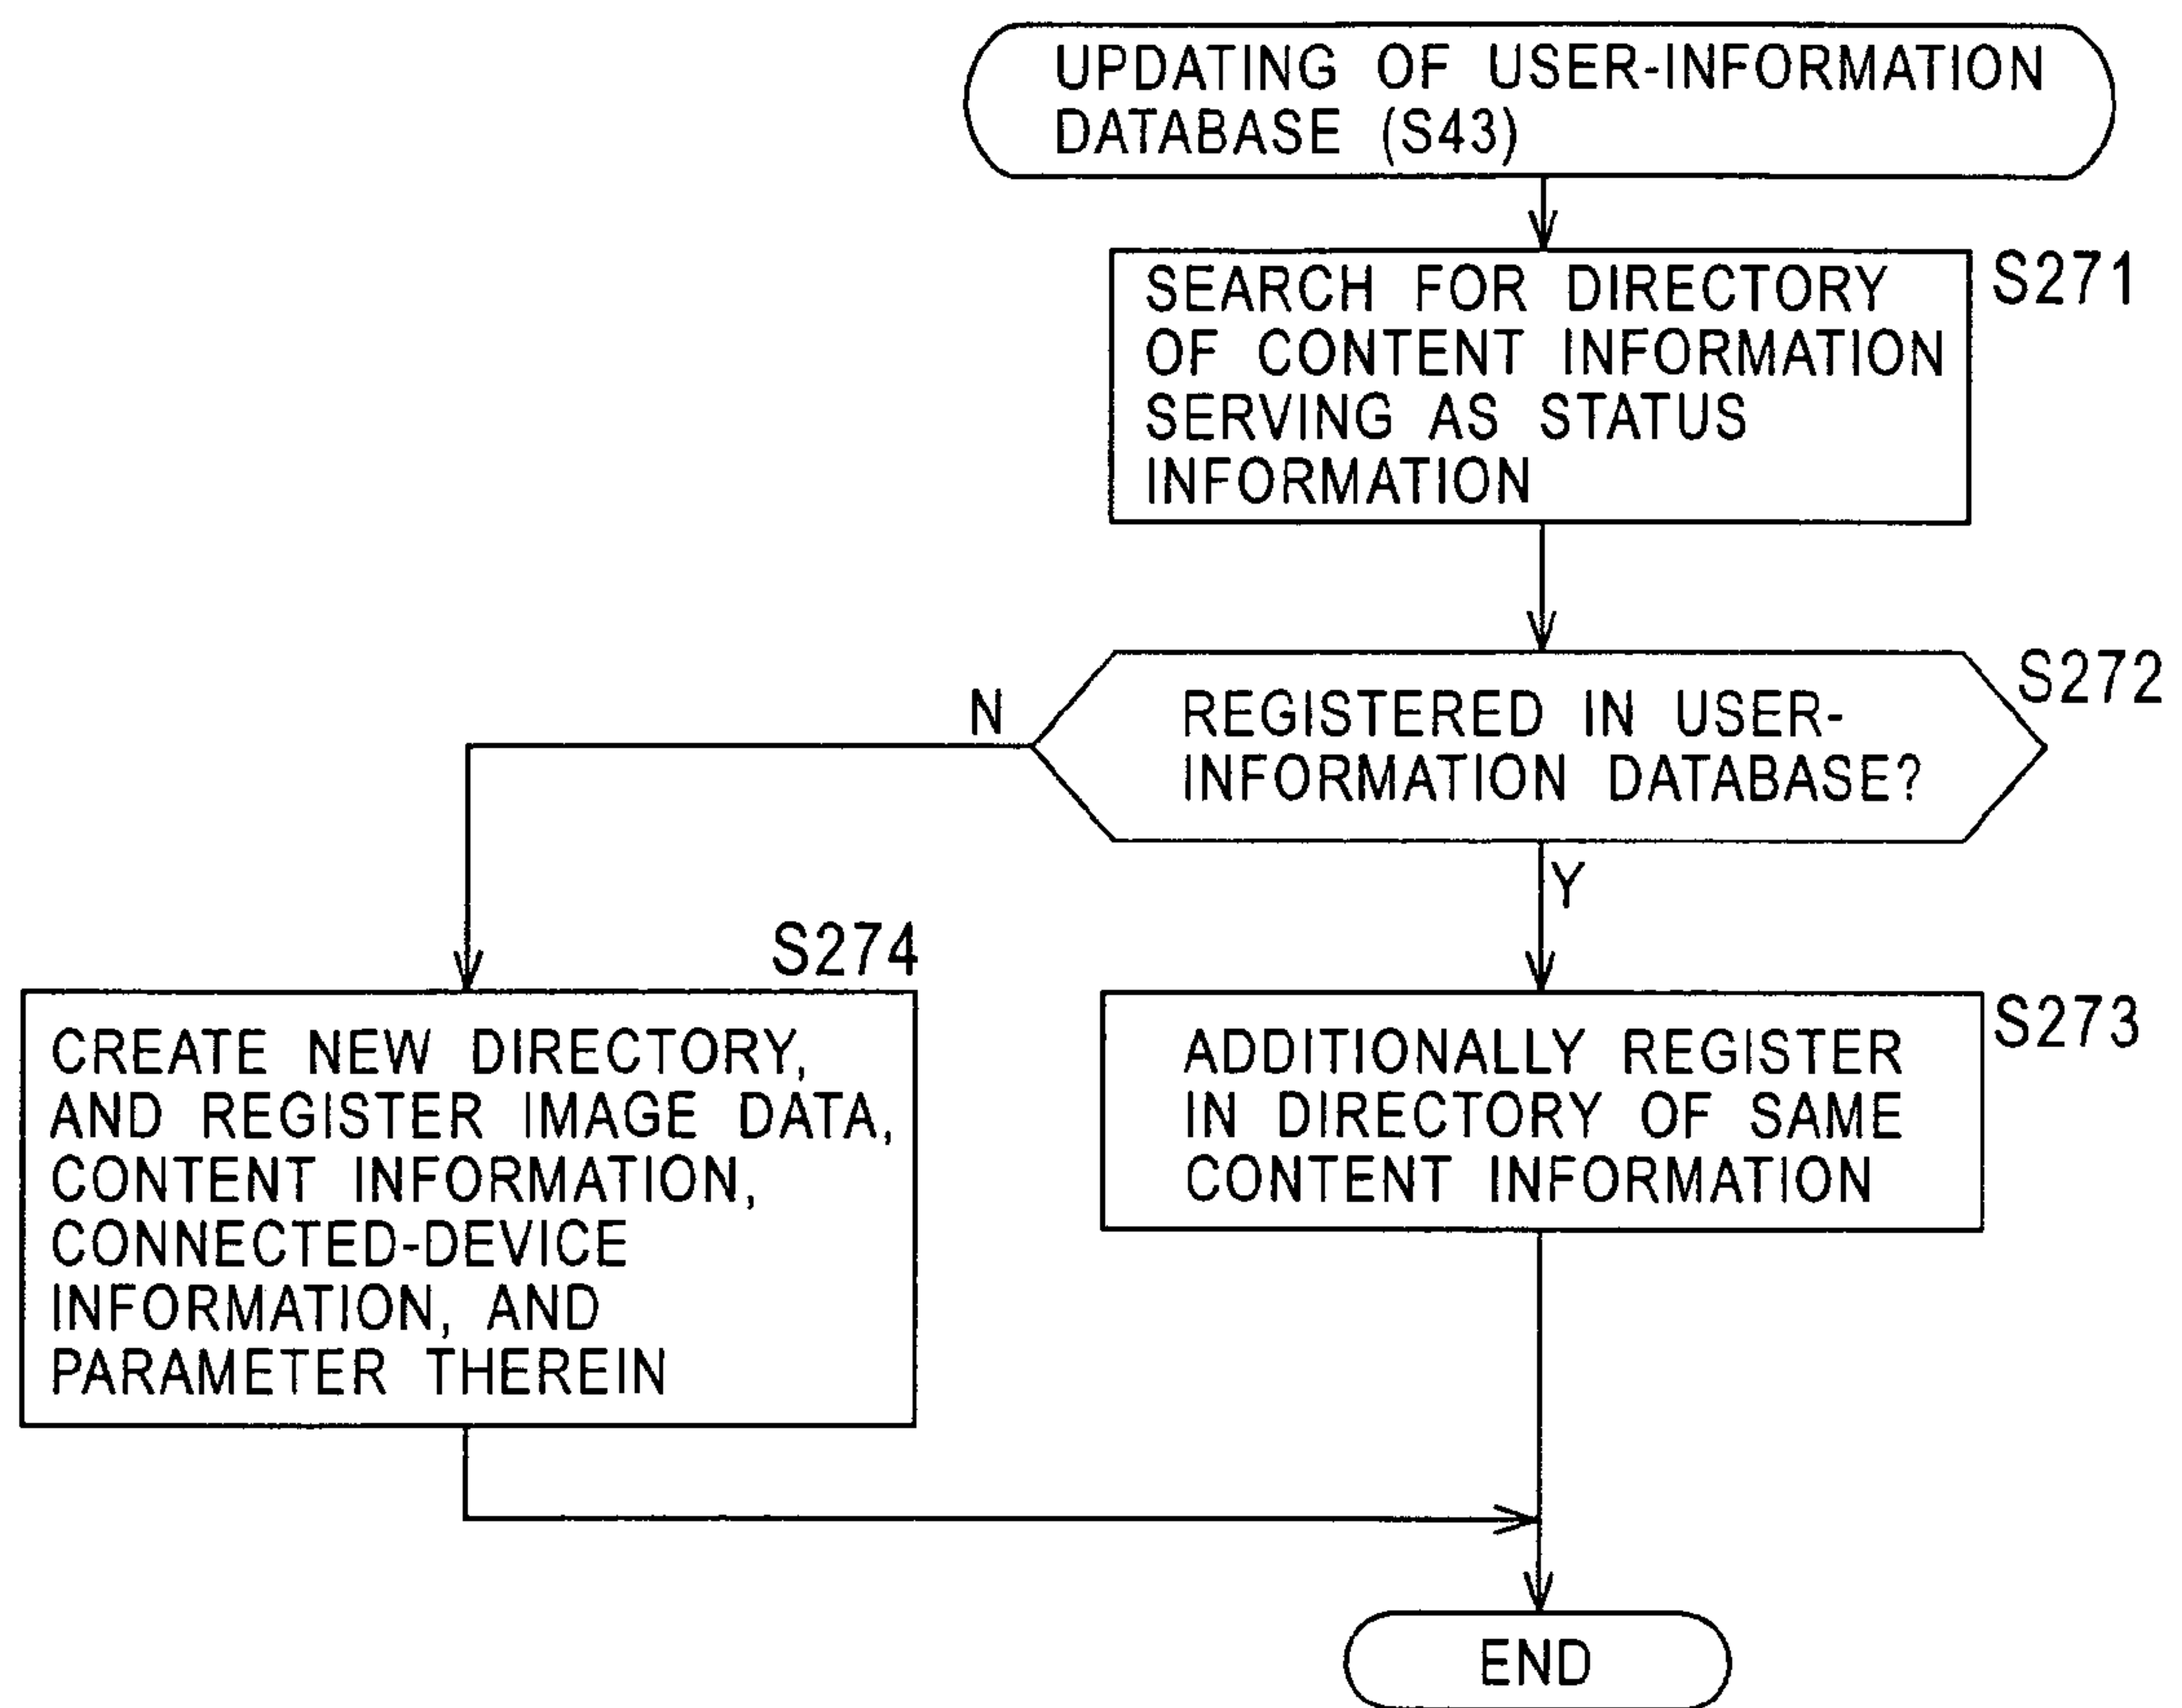 UPDATING OF USER-INFORMATION
DATABASE (S43)
SEARCH FOR DIRECTORY
OF CONTENT INFORMATION
SERVING AS STATUS
INFORMATION
S271
REGISTERED IN USER-
INFORMATION DATABASE?
S272
N
Y
S274
CREATE NEW DIRECTORY,
AND REGISTER IMAGE DATA,
CONTENT INFORMATION,
CONNECTED-DEVICE
INFORMATION, AND
PARAMETER THEREIN
ADDITIONALLY REGISTER
IN DIRECTORY OF SAME
CONTENT INFORMATION
S273
END